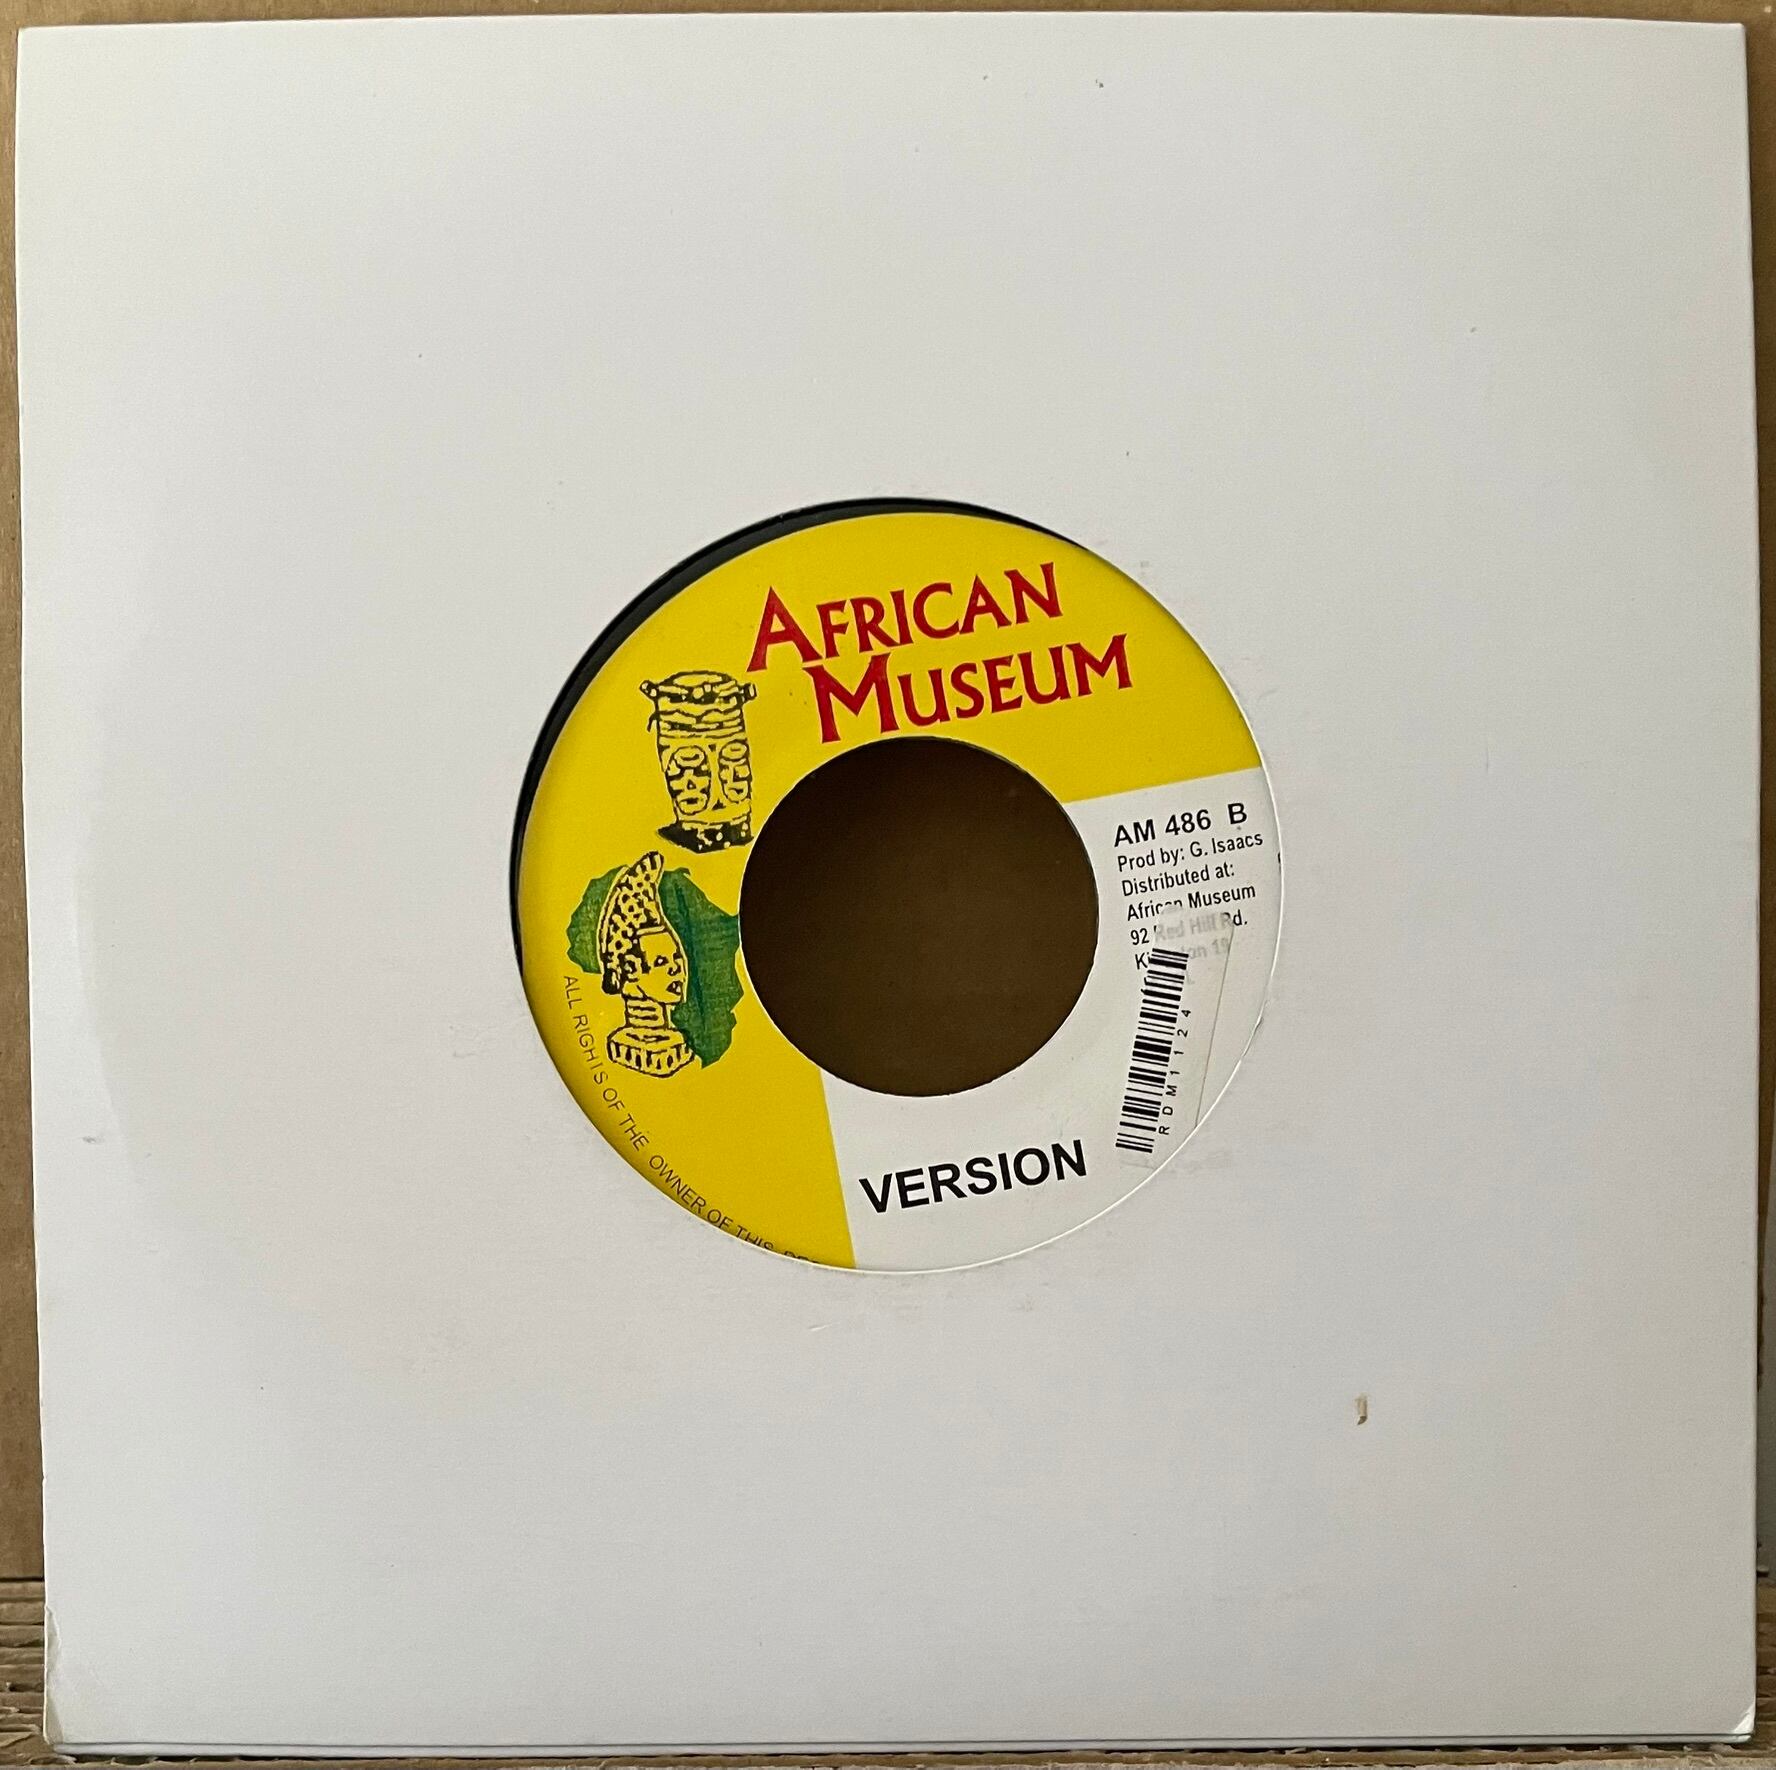 AFRICAN
MUSEUM
AM 486 B
Prod by: G. Isaacs
Distributed at:
African Museum
92 Red Hill Rd.
RDM1124
VERSION
ALL RIGHTS OF THE OWNER OF THIS